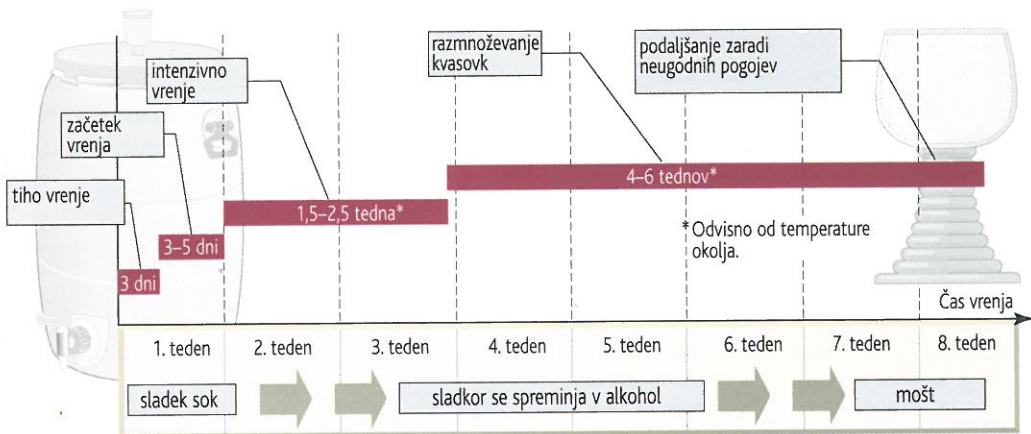 razmnoževanje
kvasovk
podaljšanje zaradi
neugodnih pogojev
intenzivno
vrenje
začetek
vrenja
tiho vrenje
4–6 tednov*
1,5–2,5 tedna*
3–5 dni
3 dni
* Odvisno od temperature
okolja.
Čas vrenja
1. teden 2. teden 3. teden 4. teden 5. teden 6. teden 7. teden 8. teden
sladek sok sladkor se spreminja v alkohol mošt